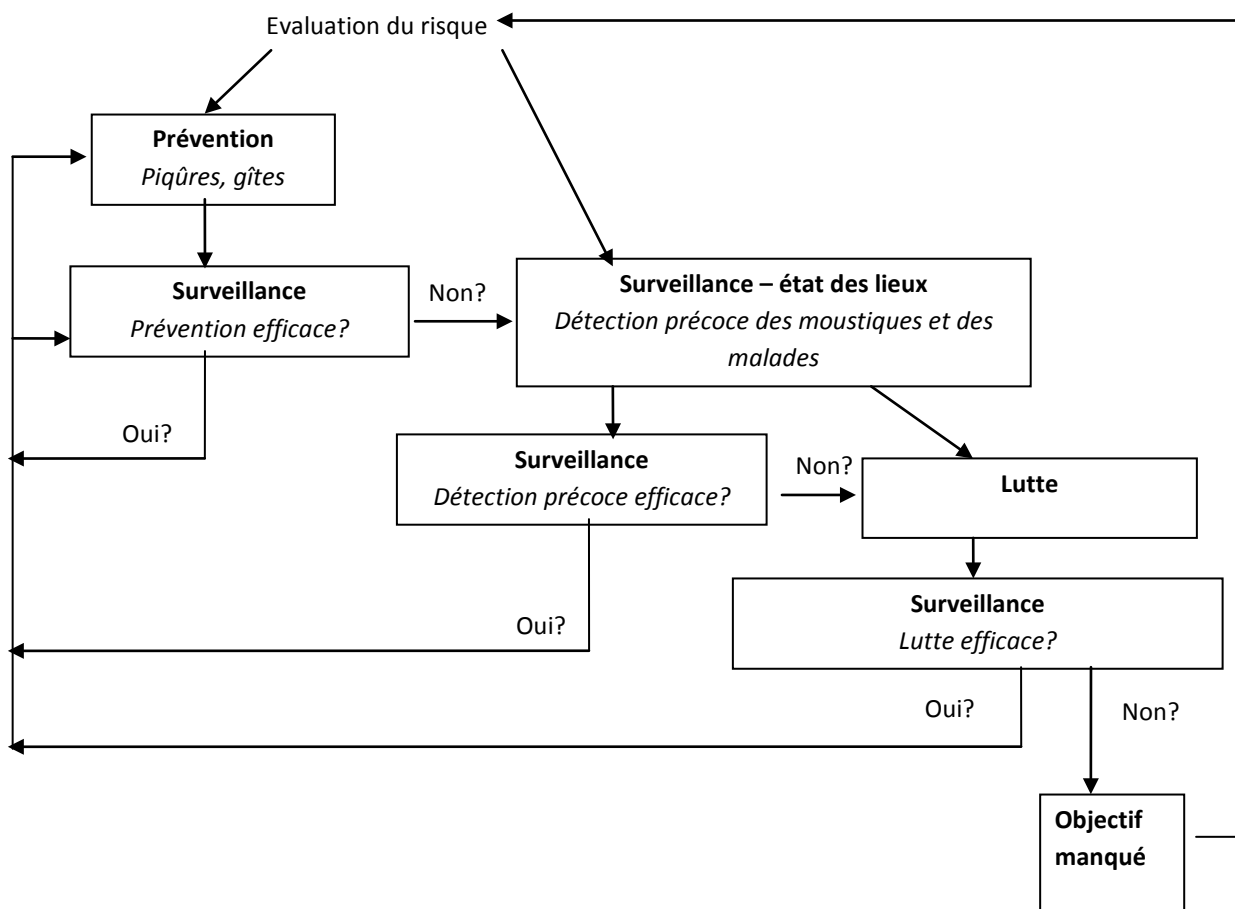 Evaluation du risque
Prévention
Piqûres, gîtes
Surveillance
Prévention efficace?
Non?
Surveillance – état des lieux
Détection précoce des moustiques et des
malades
Oui?
Surveillance
Détection précoce efficace?
Non?
Lutte
Surveillance
Lutte efficace?
Oui?
Oui?
Non?
Objectif
manqué